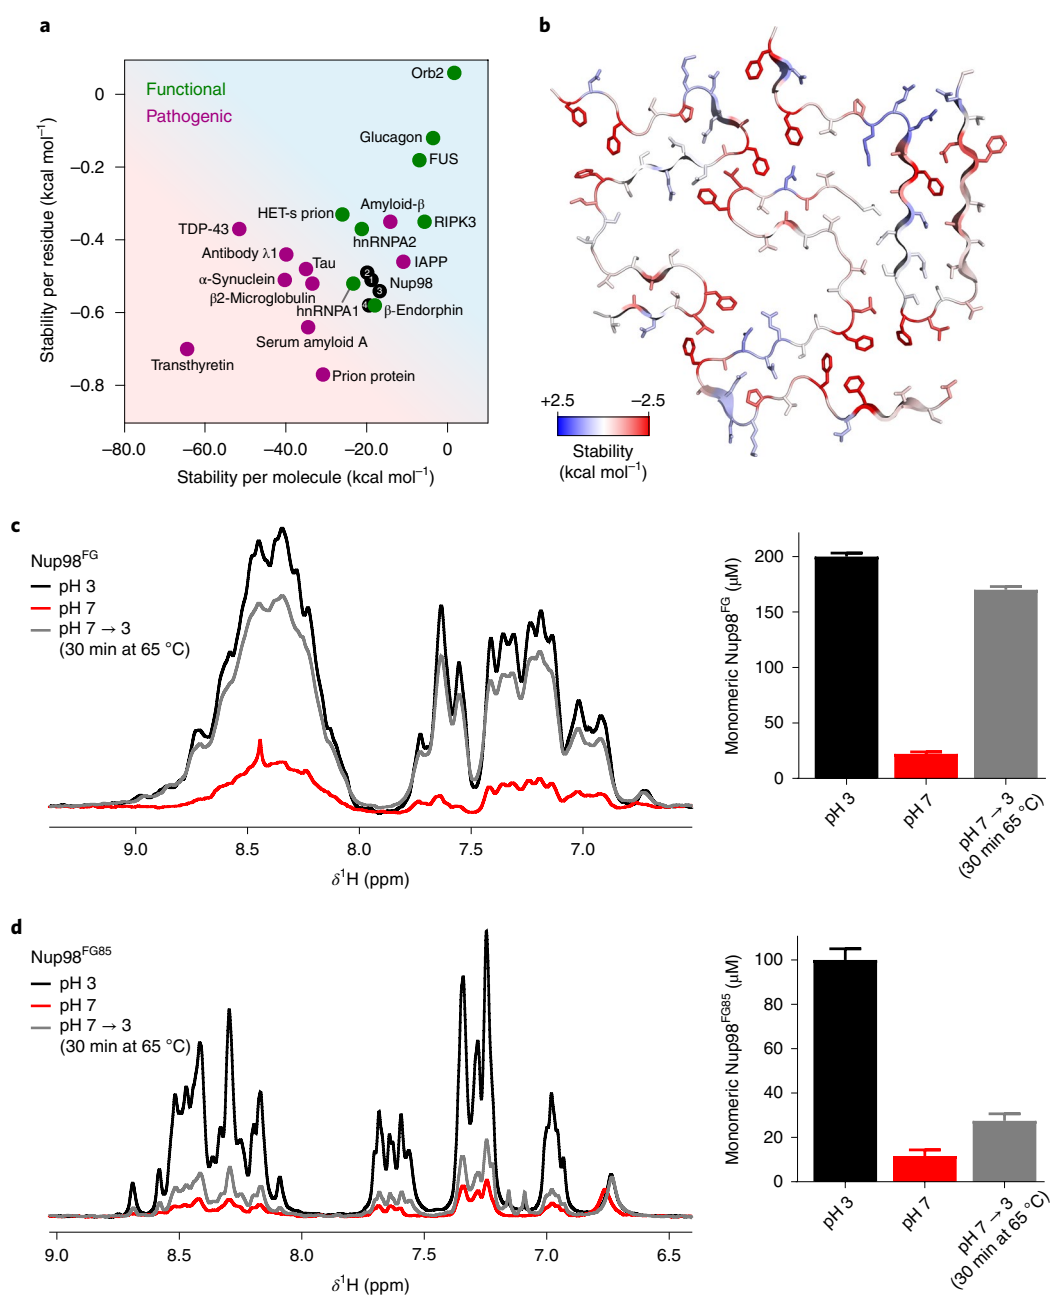 a
Functional
Pathogenic
Stability per residue (kcal mol⁻¹)
0
−0.2
−0.4
−0.6
−0.8
−80.0
−60.0
−40.0
−20.0
0
Stability per molecule (kcal mol⁻¹)
Orb2
Glucagon
FUS
HET-s prion
Amyloid-β
RIPK3
TDP-43
hnRNPA2
Antibody λ1
Tau
IAPP
α-Synuclein
2
1
Nup98
3
β2-Microglobulin
hnRNPA1
4
β-Endorphin
Serum amyloid A
Transthyretin
Prion protein
b
+2.5
−2.5
Stability
(kcal mol⁻¹)
c
Nup98ᶠᴳ
pH 3
pH 7
pH 7 → 3
(30 min at 65 °C)
9.0
8.5
8.0
7.5
7.0
δ¹H (ppm)
Monomeric Nup98ᶠᴳ (μM)
200
150
100
50
0
pH 3
pH 7
pH 7 → 3
(30 min 65 °C)
d
Nup98ᶠᴳ⁸⁵
pH 3
pH 7
pH 7 → 3
(30 min at 65 °C)
9.0
8.5
8.0
7.5
7.0
6.5
δ¹H (ppm)
Monomeric Nup98ᶠᴳ⁸⁵ (μM)
100
80
60
40
20
0
pH 3
pH 7
pH 7 → 3
(30 min at 65 °C)